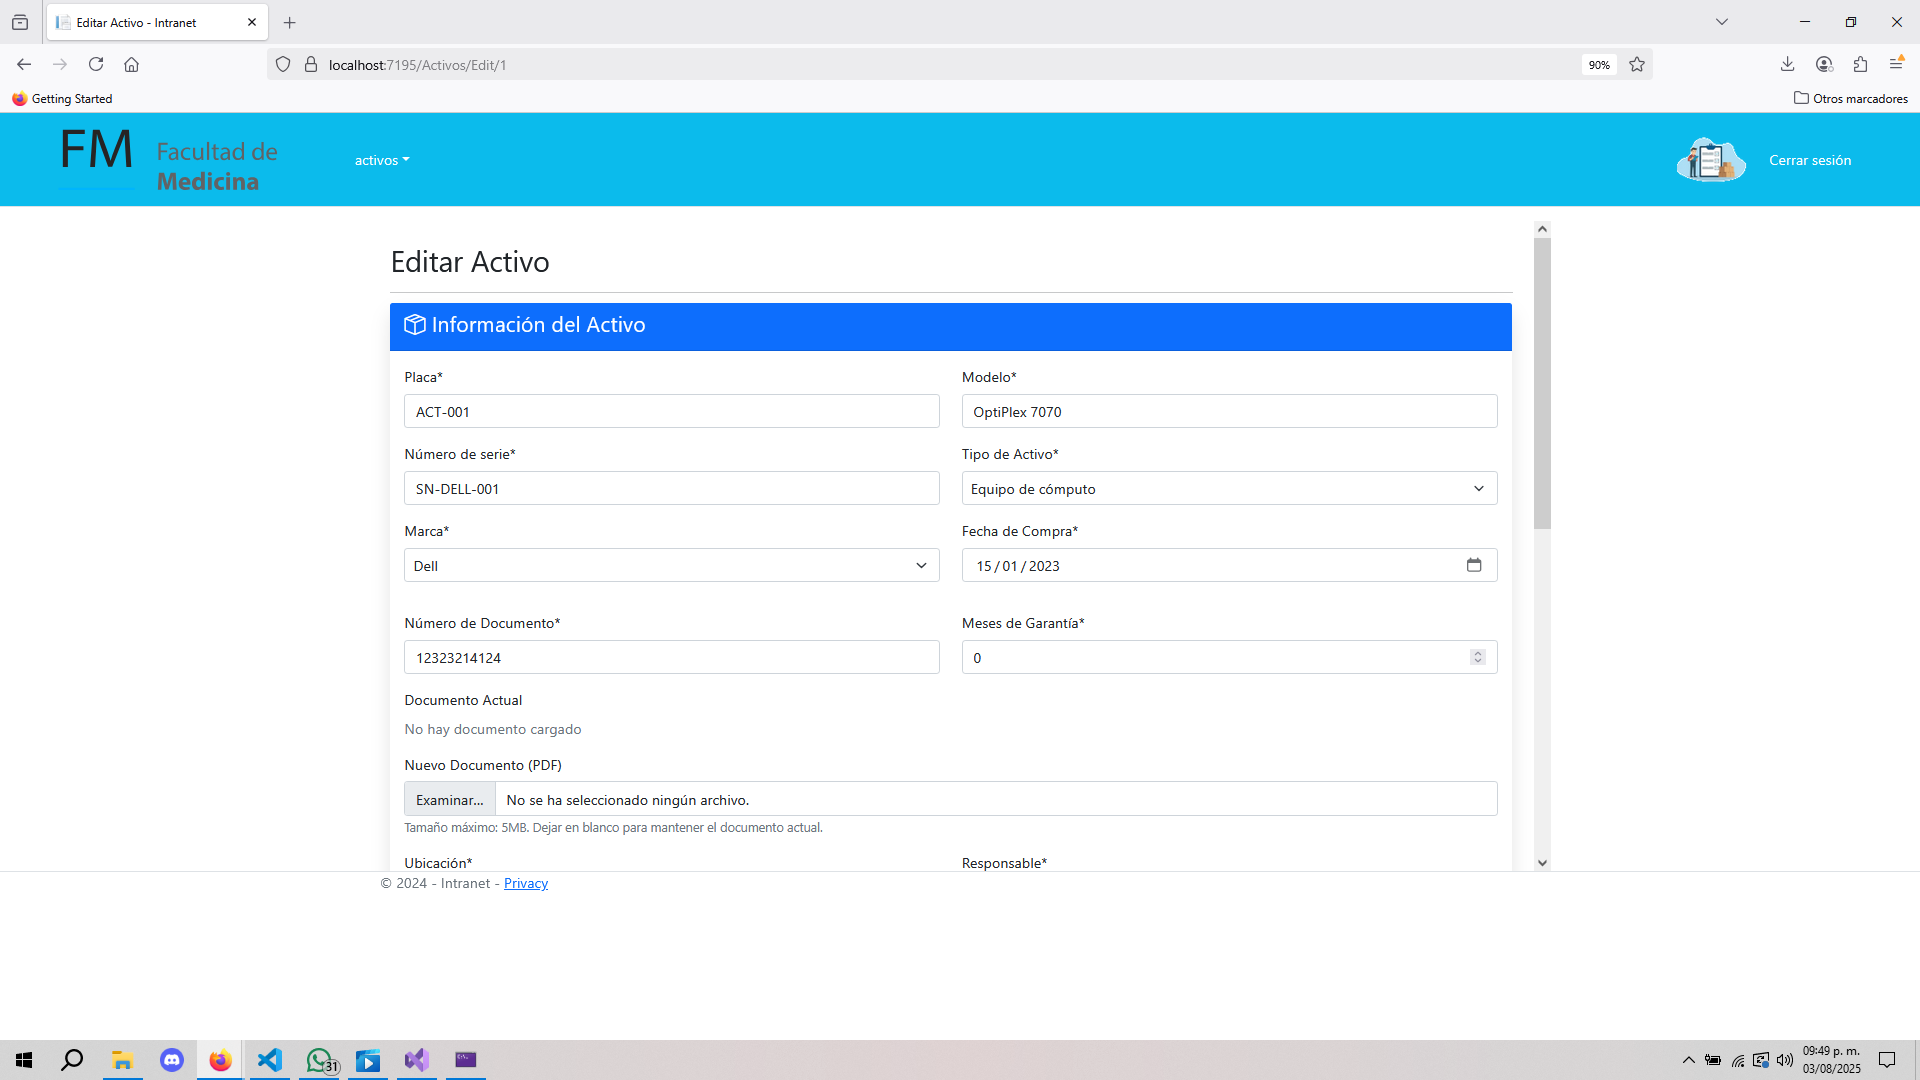 Editar Activo - Intranet
localhost:7195/Activos/Edit/1
90%
Getting Started
Otros marcadores
FM
Facultad de
Medicina
activos
Cerrar sesión
Editar Activo
Información del Activo
Placa*
Modelo*
ACT-001
OptiPlex 7070
Número de serie*
Tipo de Activo*
SN-DELL-001
Equipo de cómputo
Marca*
Fecha de Compra*
Dell
15/01/2023
Número de Documento*
Meses de Garantía*
12323214124
0
Documento Actual
No hay documento cargado
Nuevo Documento (PDF)
Examinar...
No se ha seleccionado ningún archivo.
Tamaño máximo: 5MB. Dejar en blanco para mantener el documento actual.
Ubicación*
Responsable*
© 2024 - Intranet - Privacy
31
09:49 p. m.
03/08/2025